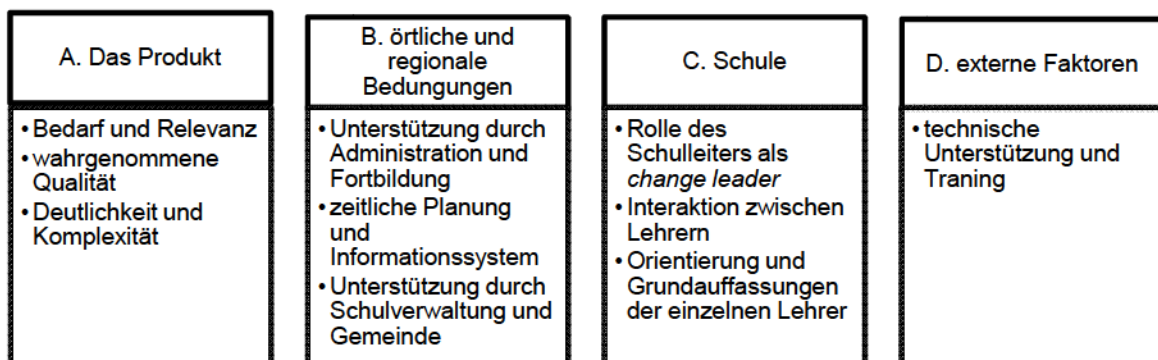 A. Das Produkt
• Bedarf und Relevanz
• wahrgenommene
Qualität
• Deutlichkeit und
Komplexität
B. örtliche und
regionale
Bedungungen
• Unterstützung durch
Administration und
Fortbildung
• zeitliche Planung
und
Informationssystem
• Unterstützung durch
Schulverwaltung und
Gemeinde
C. Schule
• Rolle des
Schulleiters als
change leader
• Interaktion zwischen
Lehrern
• Orientierung und
Grundauffassungen
der einzelnen Lehrer
D. externe Faktoren
• technische
Unterstützung und
Traning